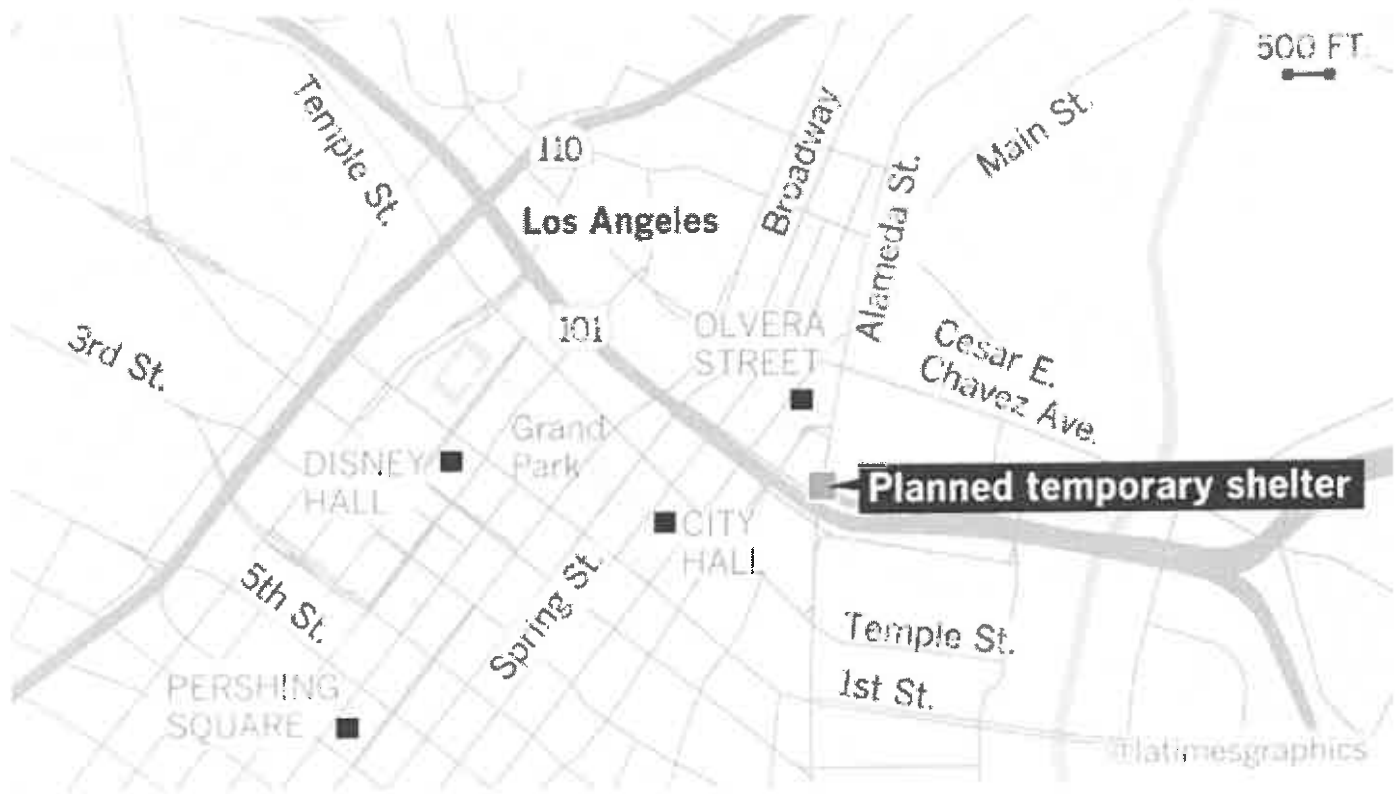 500 FT.
Temple St.
Broadway
Main St.
110
Alameda St.
Los Angeles
101
OLVERA
STREET
3rd St.
Cesar E.
Chavez Ave.
Grand
Park
DISNEY
HALL
Planned temporary shelter
CITY
HALL
5th St.
Spring St.
Temple St.
1st St.
PERSHING
SQUARE
@latimesgraphics